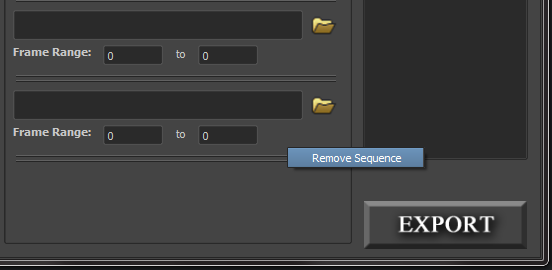 Frame Range: 0 to 0
Frame Range: 0 to 0
Remove Sequence
EXPORT